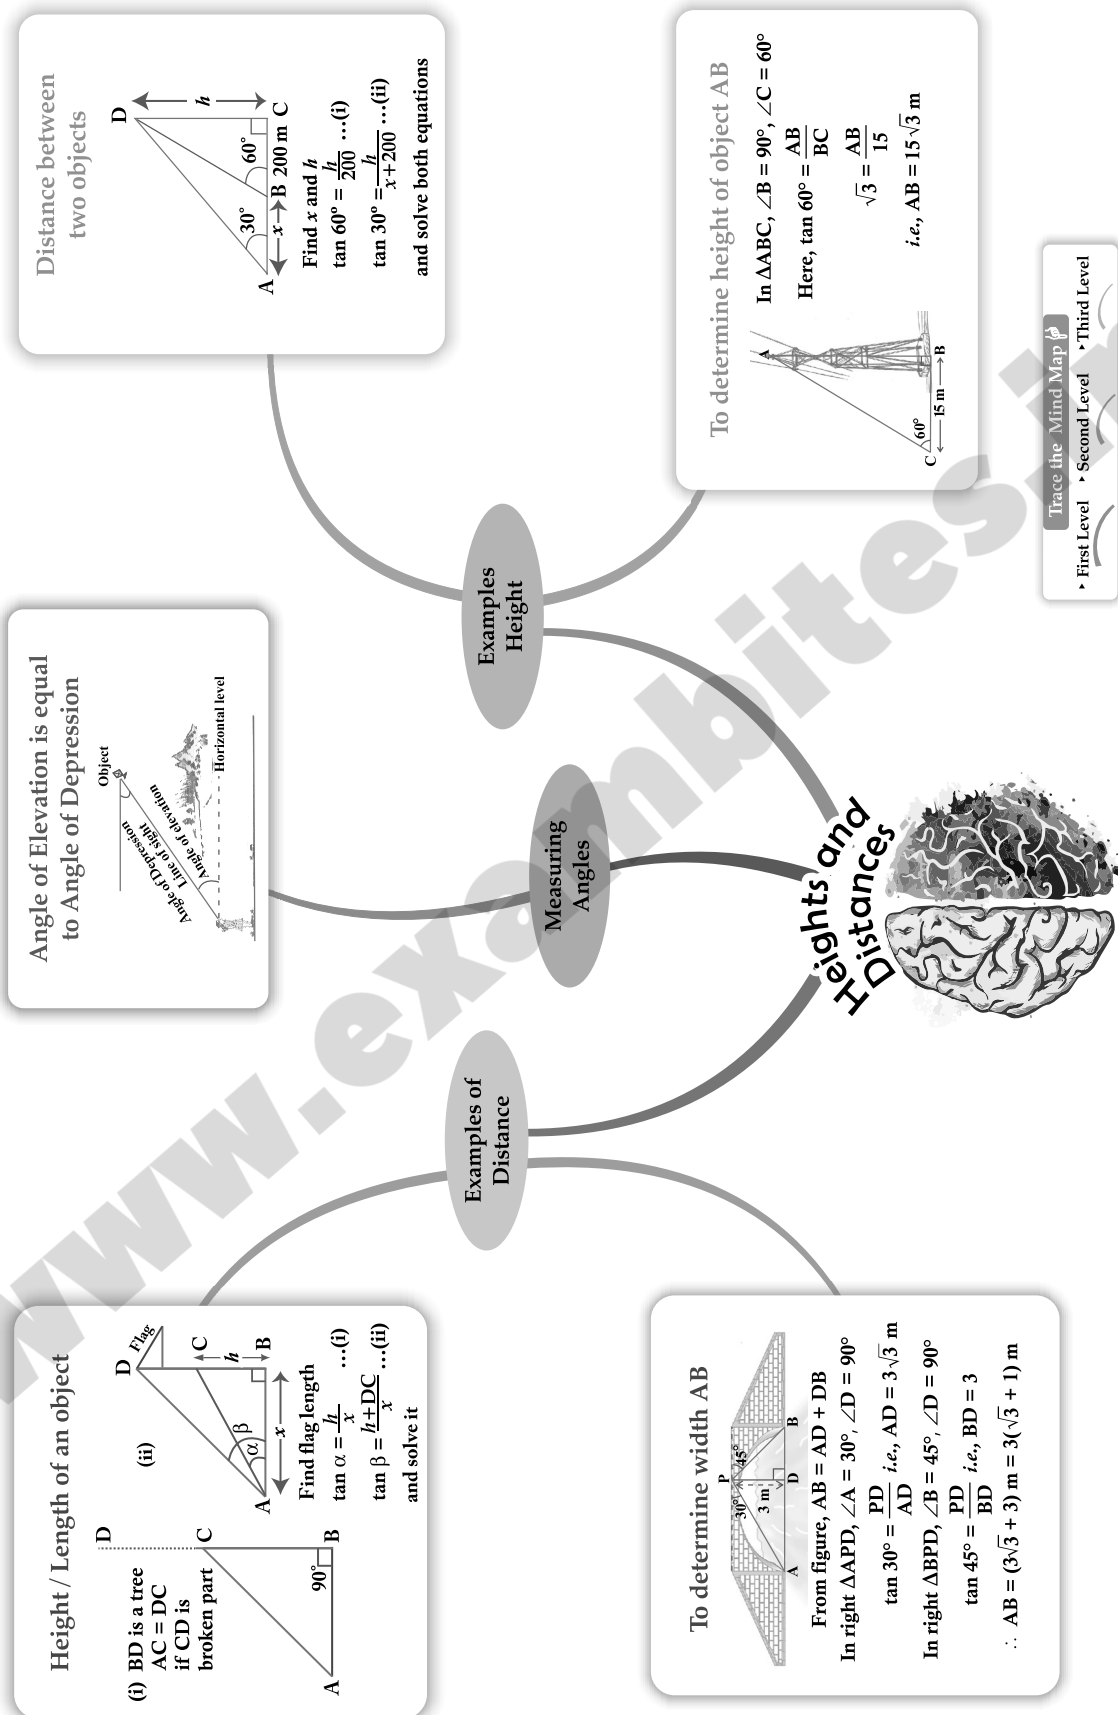 Height / Length of an object
(i) BD is a tree
AC = DC
if CD is
broken part
D
C
90°
A
B
(ii)
D
Flag
C
h
B
α
β
A
x
Find flag length
tan α = h/x ...(i)
tan β = h+DC/x ...(ii)
and solve it
Angle of Elevation is equal
to Angle of Depression
Object
Angle of Depression
Line of sight
Angle of elevation
Horizontal level
Distance between
two objects
D
h
30°
60°
A
x
B 200 m C
Find x and h
tan 60° = h/200 ...(i)
tan 30° = h/x+200 ...(ii)
and solve both equations
Examples of
Distance
Measuring
Angles
Examples
Height
To determine width AB
P
30°
45°
3 m
A
D
B
From figure, AB = AD + DB
In right ΔAPD, ∠A = 30°, ∠D = 90°
tan 30° = PD/AD i.e., AD = 3√3 m
In right ΔBPD, ∠B = 45°, ∠D = 90°
tan 45° = PD/BD i.e., BD = 3
∴ AB = (3√3 + 3) m = 3(√3 + 1) m
Heights and
Distances
To determine height of object AB
A
60°
C
15 m
B
In ΔABC, ∠B = 90°, ∠C = 60°
Here, tan 60° = AB/BC
√3 = AB/15
i.e., AB = 15√3 m
Trace the Mind Map
‣ First Level ‣ Second Level ‣ Third Level
www.exambites.in